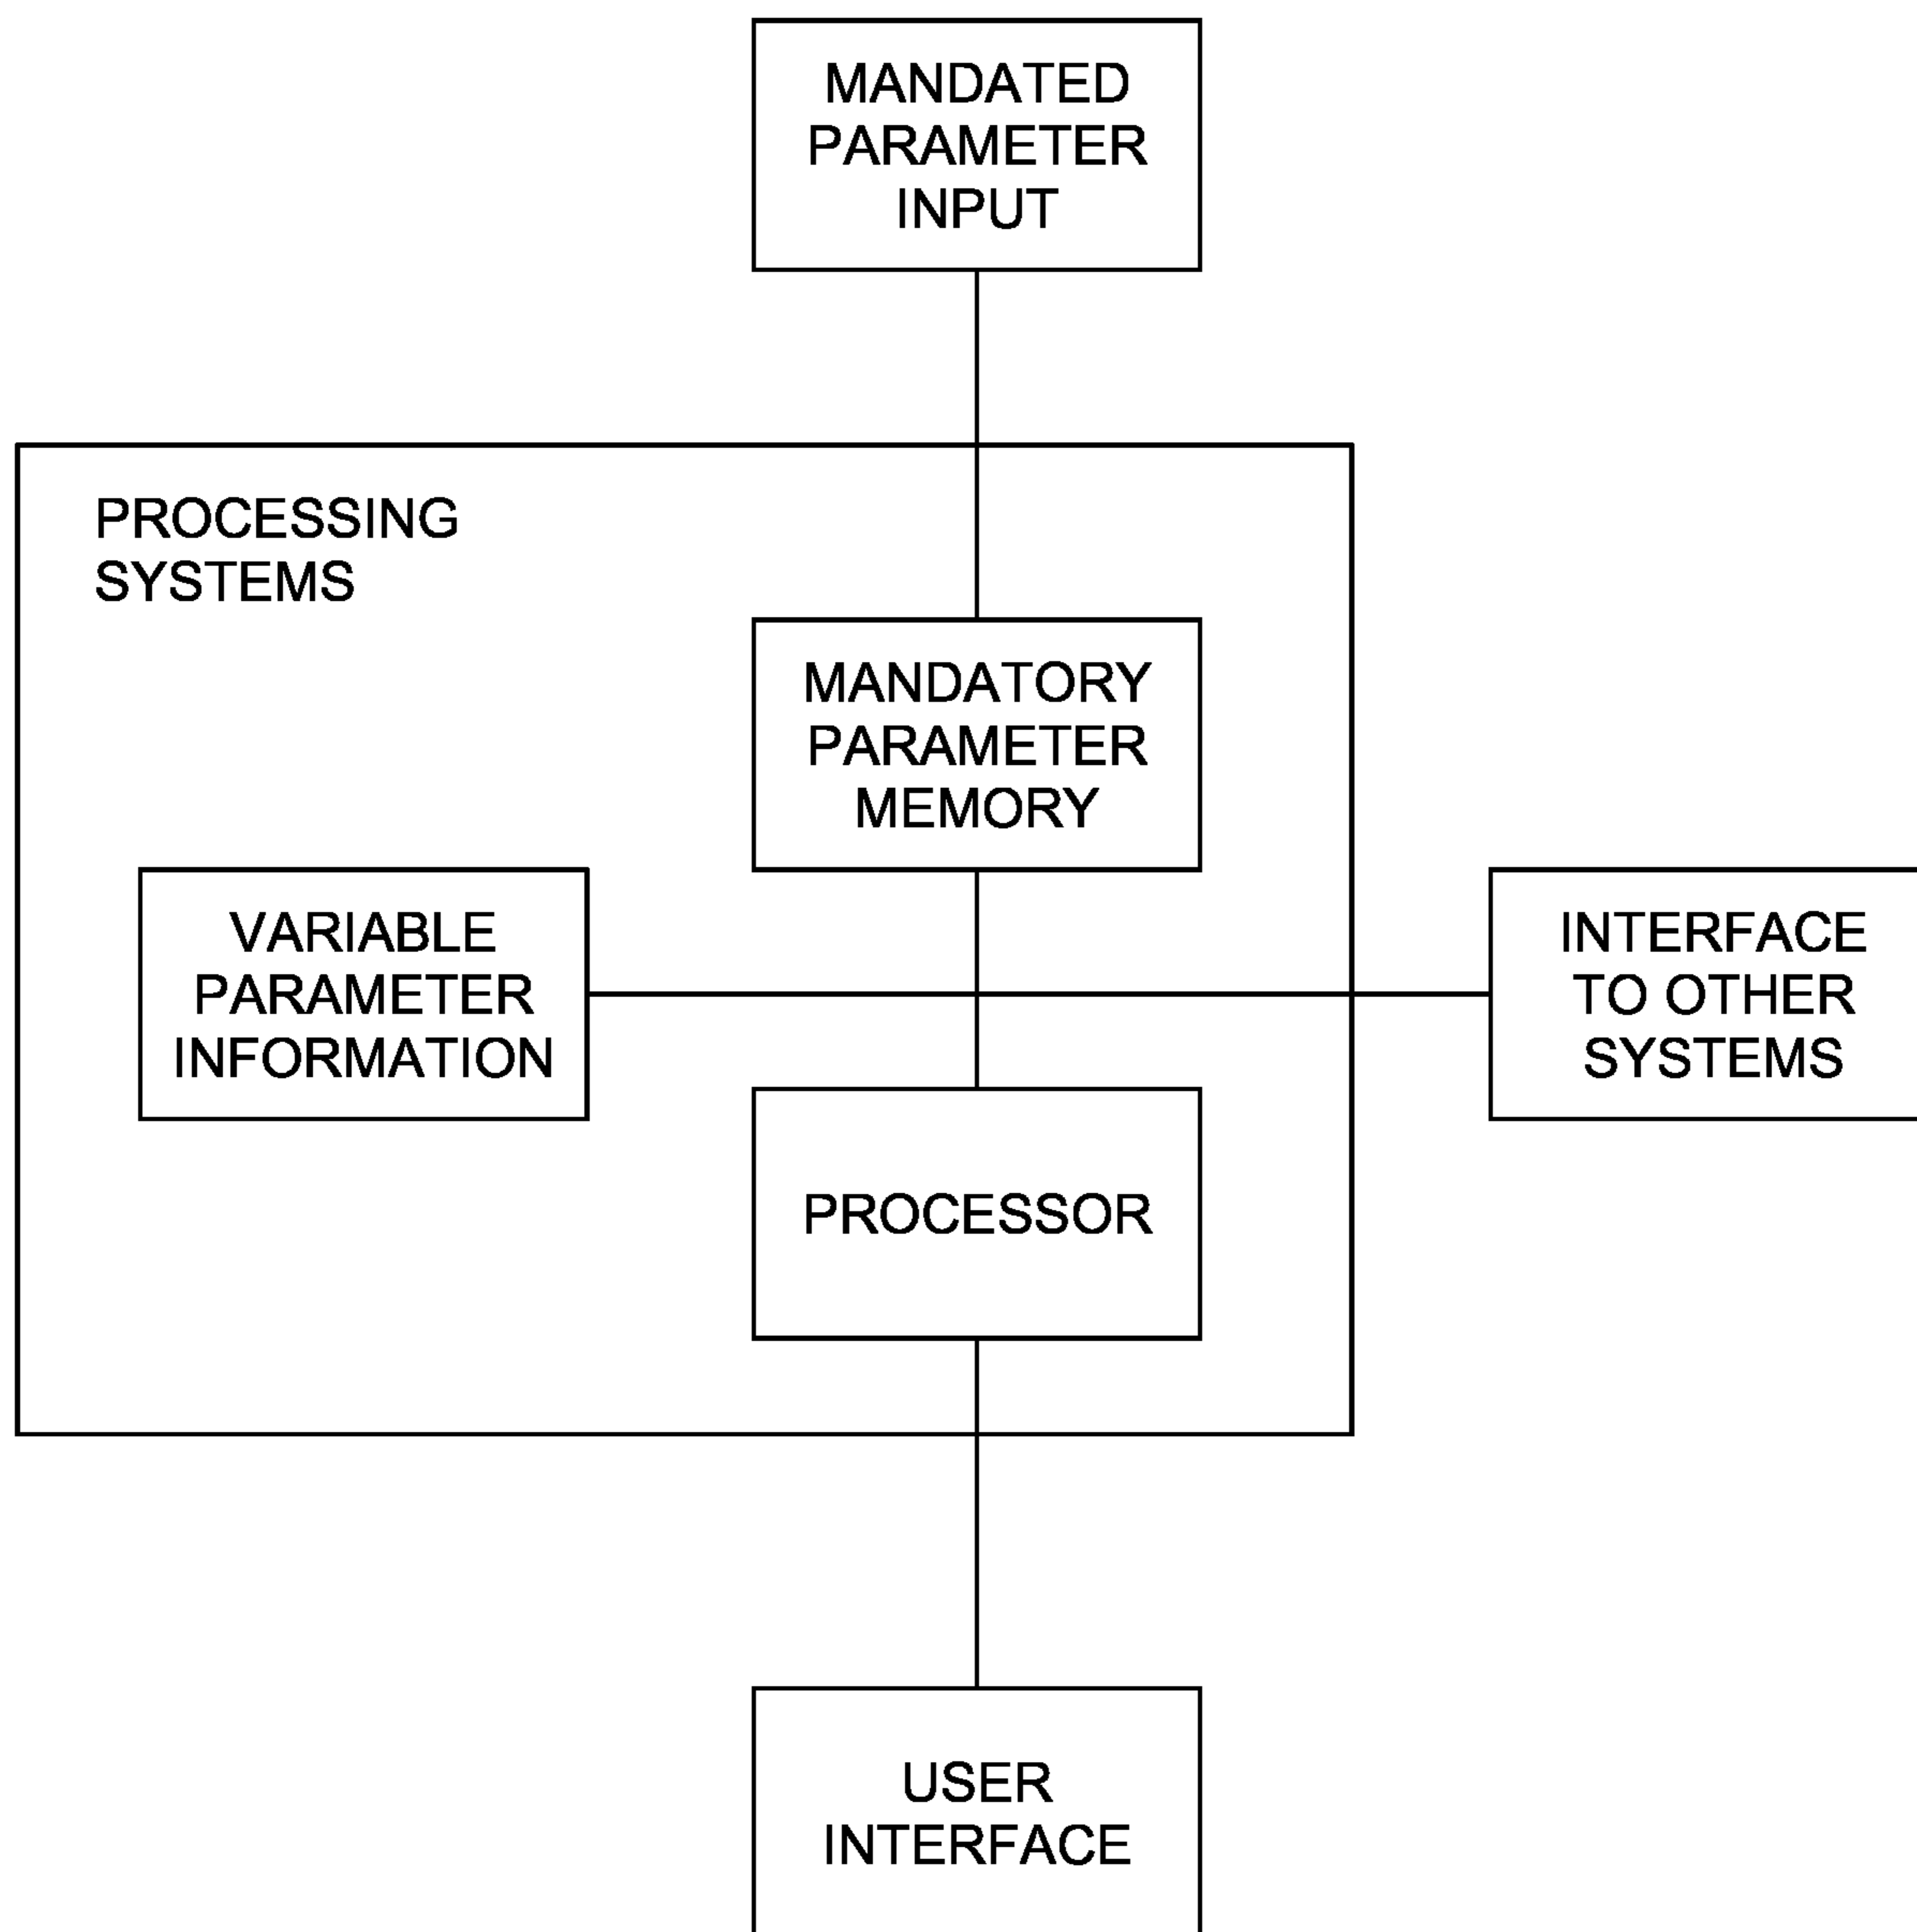 MANDATED
PARAMETER
INPUT
PROCESSING
SYSTEMS
MANDATORY
PARAMETER
MEMORY
VARIABLE
PARAMETER
INFORMATION
INTERFACE
TO OTHER
SYSTEMS
PROCESSOR
USER
INTERFACE